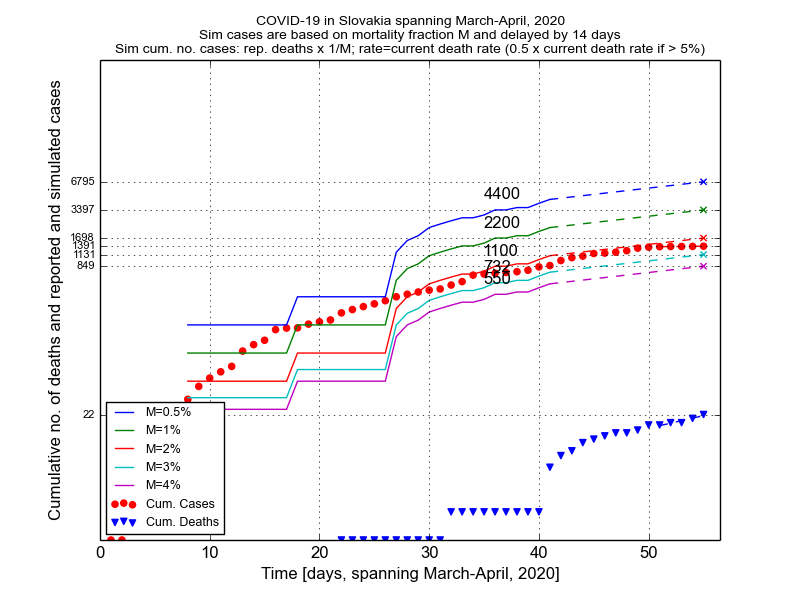 COVID-19 in Slovakia spanning March-April, 2020
Sim cases are based on mortality fraction M and delayed by 14 days
Sim cum. no. cases: rep. deaths x 1/M; rate=current death rate (0.5 x current death rate if > 5%)
Cumulative no. of deaths and reported and simulated cases
6795
3397
1698
1391
1131
849
22
4400
2200
1100
733
550
M=0.5%
M=1%
M=2%
M=3%
M=4%
Cum. Cases
Cum. Deaths
0 10 20 30 40 50
Time [days, spanning March-April, 2020]